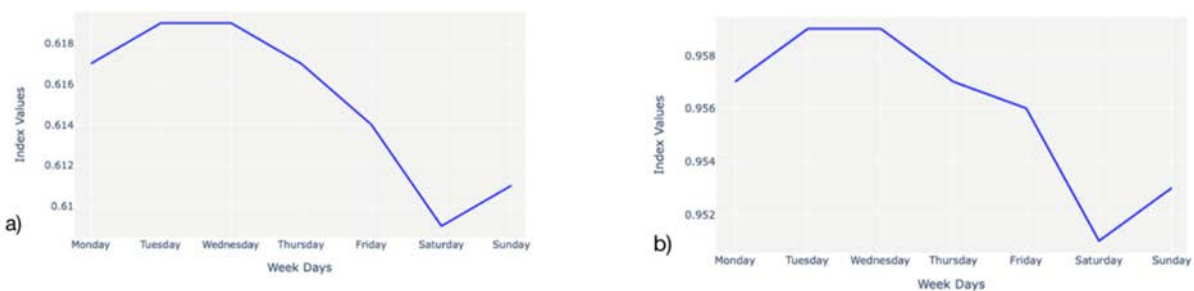 a)
Index Values
0.618
0.616
0.614
0.612
0.61
Monday Tuesday Wednesday Thursday Friday Saturday Sunday
Week Days
b)
Index Values
0.958
0.956
0.954
0.952
Monday Tuesday Wednesday Thursday Friday Saturday Sunday
Week Days